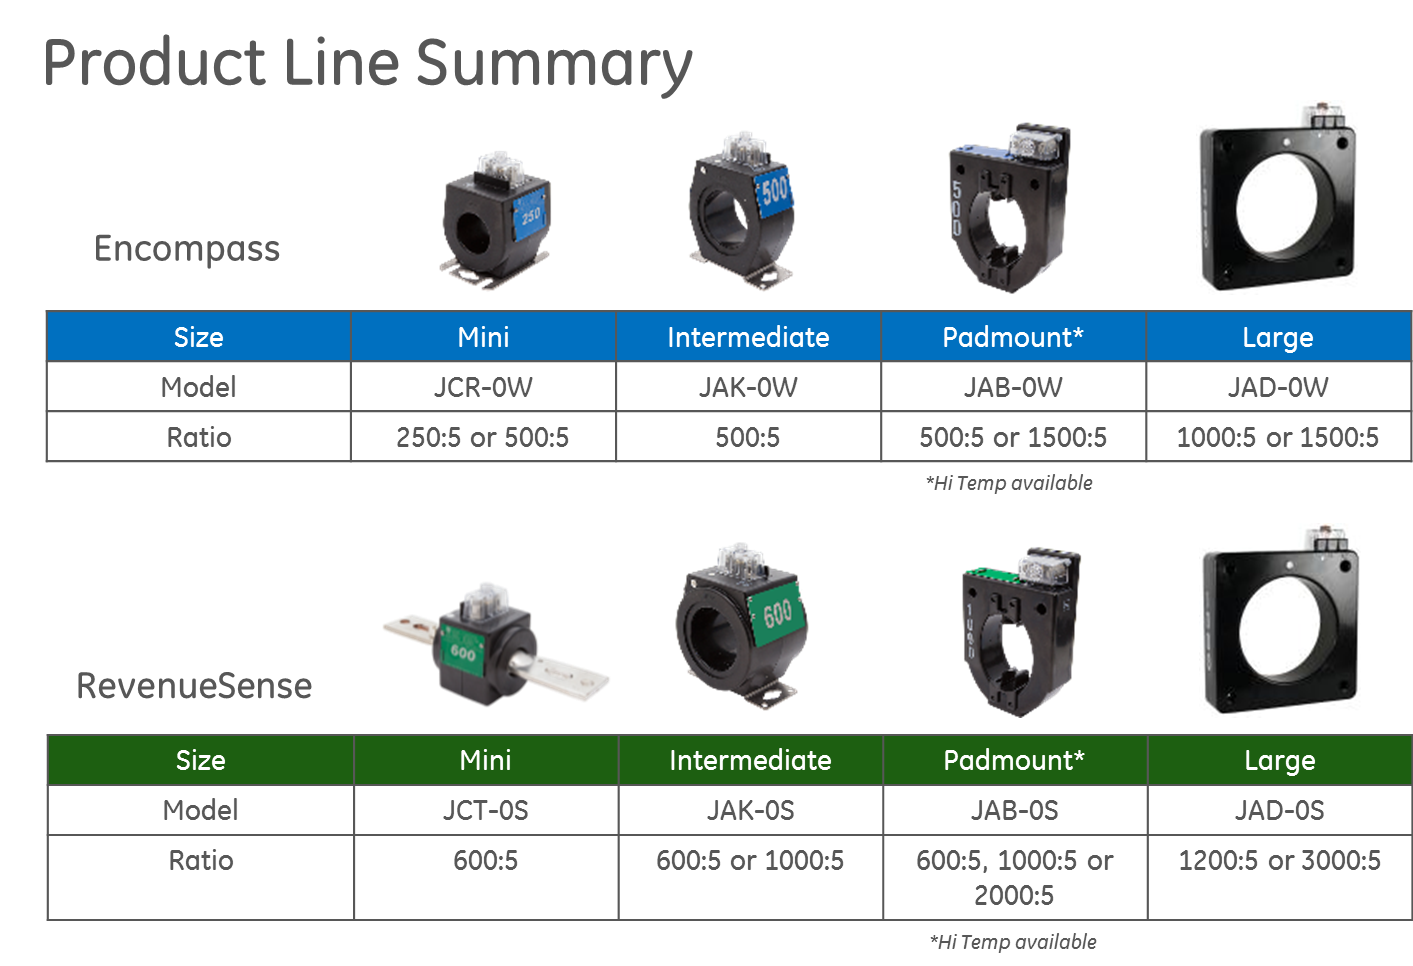 Product Line Summary
250
500
500
Encompass
Size Mini Intermediate Padmount* Large
Model JCR-0W JAK-0W JAB-0W JAD-0W
Ratio 250:5 or 500:5 500:5 500:5 or 1500:5 1000:5 or 1500:5
*Hi Temp available
600
600
RevenueSense
Size Mini Intermediate Padmount* Large
Model JCT-0S JAK-0S JAB-0S JAD-0S
Ratio 600:5 600:5 or 1000:5 600:5, 1000:5 or 1200:5 or 3000:5
2000:5
*Hi Temp available